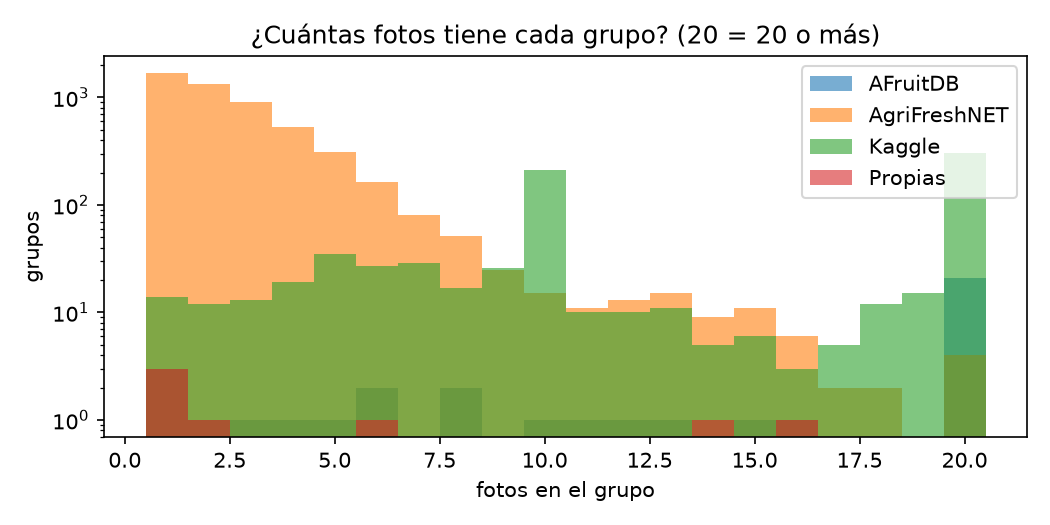 ¿Cuántas fotos tiene cada grupo? (20 = 20 o más)
AFruitDB
AgriFreshNET
Kaggle
Propias
grupos
10³
10²
10¹
10⁰
0.0 2.5 5.0 7.5 10.0 12.5 15.0 17.5 20.0
fotos en el grupo